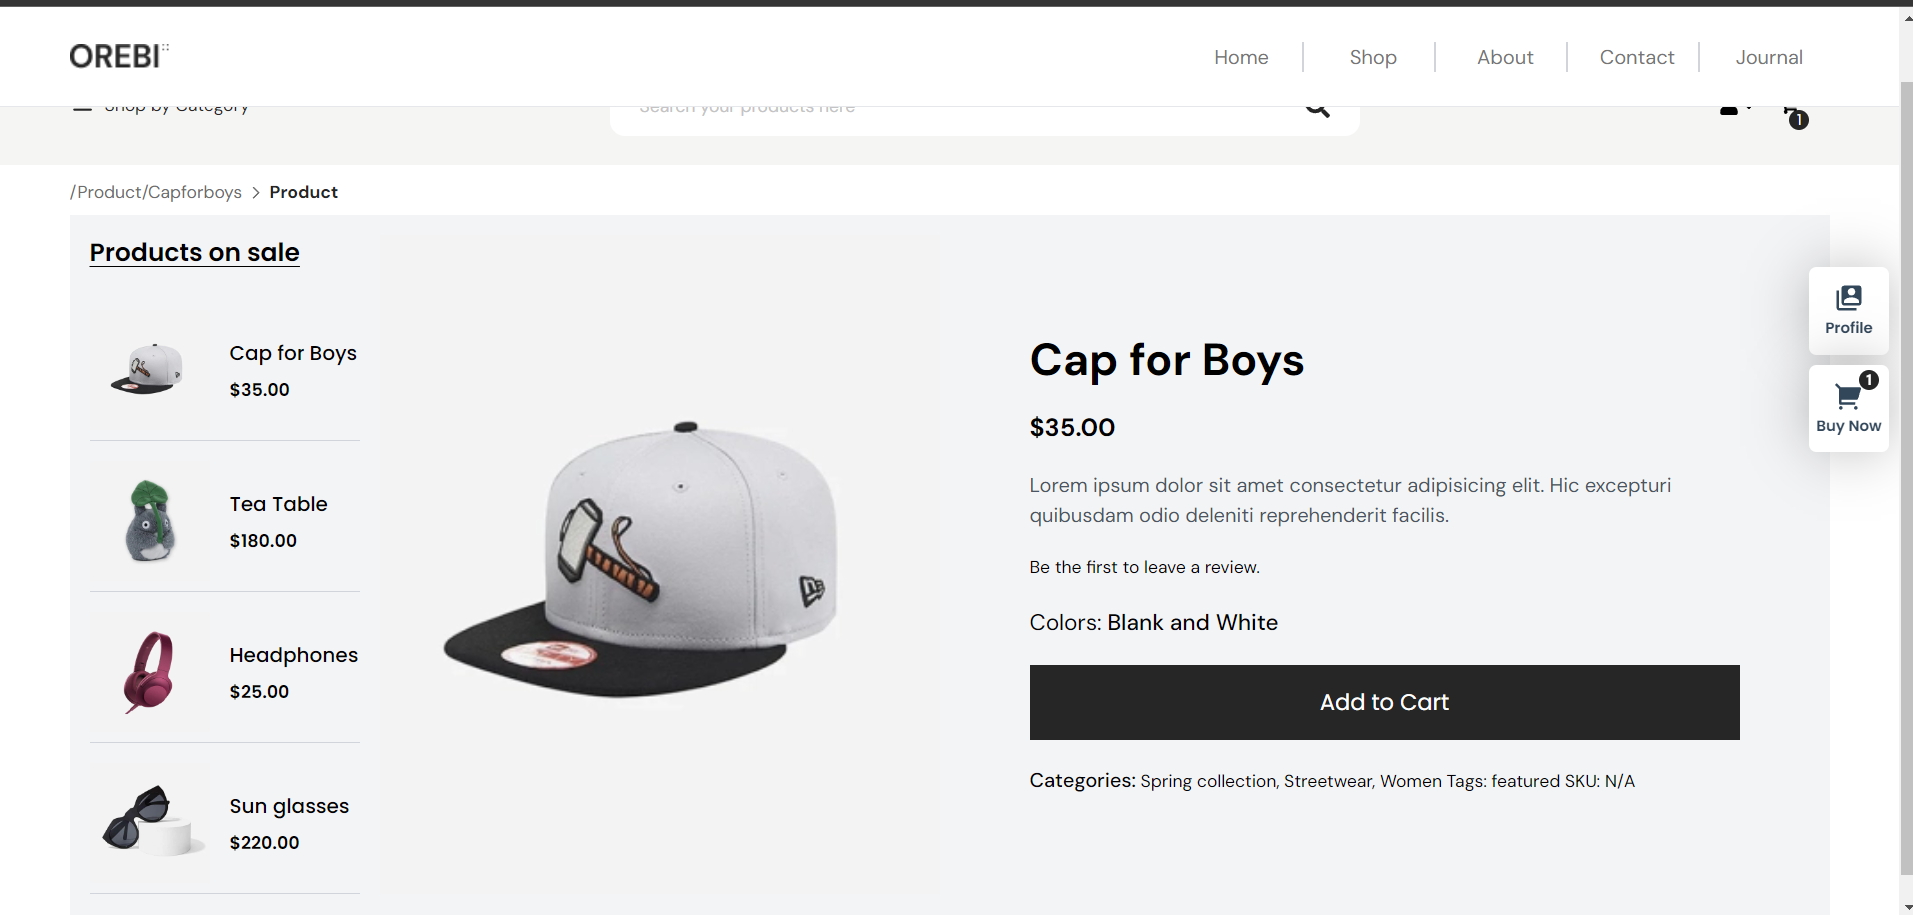 OREBI
Home
Shop
About
Contact
Journal
Shop by Category
Search your products here
1
/Product/Capforboys > Product
Products on sale
Cap for Boys
$35.00
Tea Table
$180.00
Headphones
$25.00
Sun glasses
$220.00
Cap for Boys
$35.00
Lorem ipsum dolor sit amet consectetur adipisicing elit. Hic excepturi
quibusdam odio deleniti reprehenderit facilis.
Be the first to leave a review.
Colors: Blank and White
Add to Cart
Categories: Spring collection, Streetwear, Women Tags: featured SKU: N/A
Profile
1
Buy Now